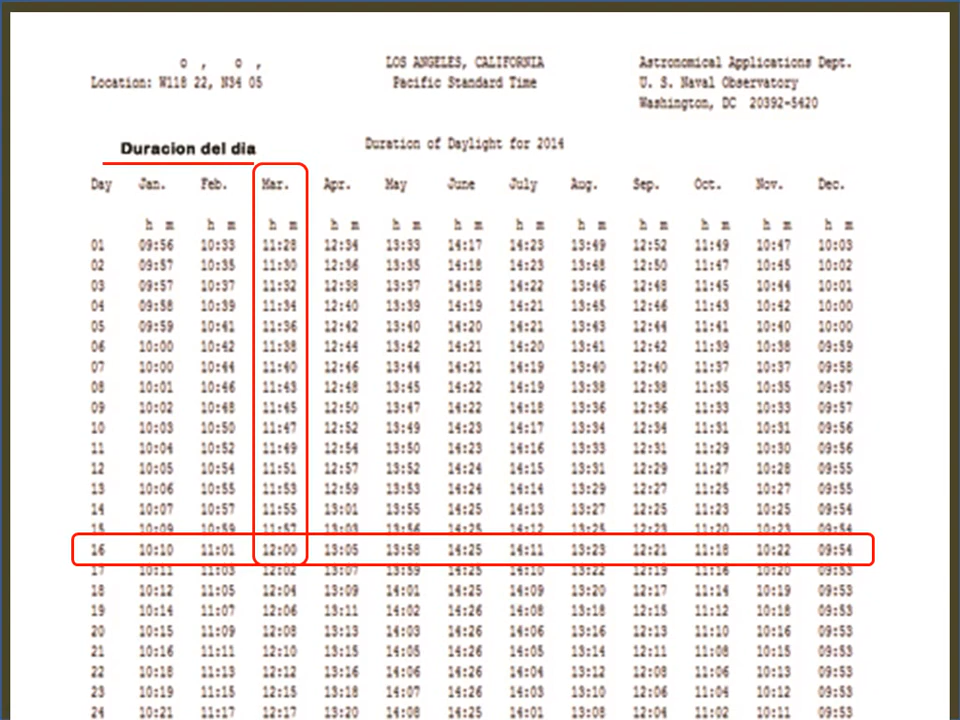 o , o ,
Location: W118 22, N34 05
LOS ANGELES, CALIFORNIA
Pacific Standard Time
Astronomical Applications Dept.
U. S. Naval Observatory
Washington, DC 20392-5420
Duracion del dia
Duration of Daylight for 2014
Day Jan. Feb. Mar. Apr. May June July Aug. Sep. Oct. Nov. Dec.
h m h m h m h m h m h m h m h m h m h m h m h m
01 09:56 10:33 11:28 12:34 13:33 14:17 14:23 13:49 12:52 11:49 10:47 10:03
02 09:57 10:35 11:30 12:36 13:35 14:18 14:23 13:48 12:50 11:47 10:45 10:02
03 09:57 10:37 11:32 12:38 13:37 14:18 14:22 13:46 12:48 11:45 10:44 10:01
04 09:58 10:39 11:34 12:40 13:39 14:19 14:21 13:45 12:46 11:43 10:42 10:00
05 09:59 10:41 11:36 12:42 13:40 14:20 14:21 13:43 12:44 11:41 10:40 10:00
06 10:00 10:42 11:38 12:44 13:42 14:21 14:20 13:41 12:42 11:39 10:38 09:59
07 10:00 10:44 11:40 12:46 13:44 14:21 14:19 13:40 12:40 11:37 10:37 09:58
08 10:01 10:46 11:43 12:48 13:45 14:22 14:19 13:38 12:38 11:35 10:35 09:57
09 10:02 10:48 11:45 12:50 13:47 14:22 14:18 13:36 12:36 11:33 10:33 09:57
10 10:03 10:50 11:47 12:52 13:49 14:23 14:17 13:34 12:34 11:31 10:31 09:56
11 10:04 10:52 11:49 12:54 13:50 14:23 14:16 13:33 12:31 11:29 10:30 09:56
12 10:05 10:54 11:51 12:57 13:52 14:24 14:15 13:31 12:29 11:27 10:28 09:55
13 10:06 10:55 11:53 12:59 13:53 14:24 14:14 13:29 12:27 11:25 10:27 09:55
14 10:07 10:57 11:55 13:01 13:55 14:25 14:13 13:27 12:25 11:23 10:25 09:54
15 10:09 10:59 11:57 13:03 13:56 14:25 14:12 13:25 12:23 11:20 10:23 09:54
16 10:10 11:01 12:00 13:05 13:58 14:25 14:11 13:23 12:21 11:18 10:22 09:54
17 10:11 11:03 12:02 13:07 13:59 14:25 14:10 13:22 12:19 11:16 10:20 09:53
18 10:12 11:05 12:04 13:09 14:01 14:25 14:09 13:20 12:17 11:14 10:19 09:53
19 10:14 11:07 12:06 13:11 14:02 14:26 14:08 13:18 12:15 11:12 10:18 09:53
20 10:15 11:09 12:08 13:13 14:03 14:26 14:06 13:16 12:13 11:10 10:16 09:53
21 10:16 11:11 12:10 13:15 14:05 14:26 14:05 13:14 12:11 11:08 10:15 09:53
22 10:18 11:13 12:12 13:16 14:06 14:26 14:04 13:12 12:08 11:06 10:13 09:53
23 10:19 11:15 12:15 13:18 14:07 14:26 14:03 13:10 12:06 11:04 10:12 09:53
24 10:21 11:17 12:17 13:20 14:08 14:25 14:01 13:08 12:04 11:02 10:11 09:53